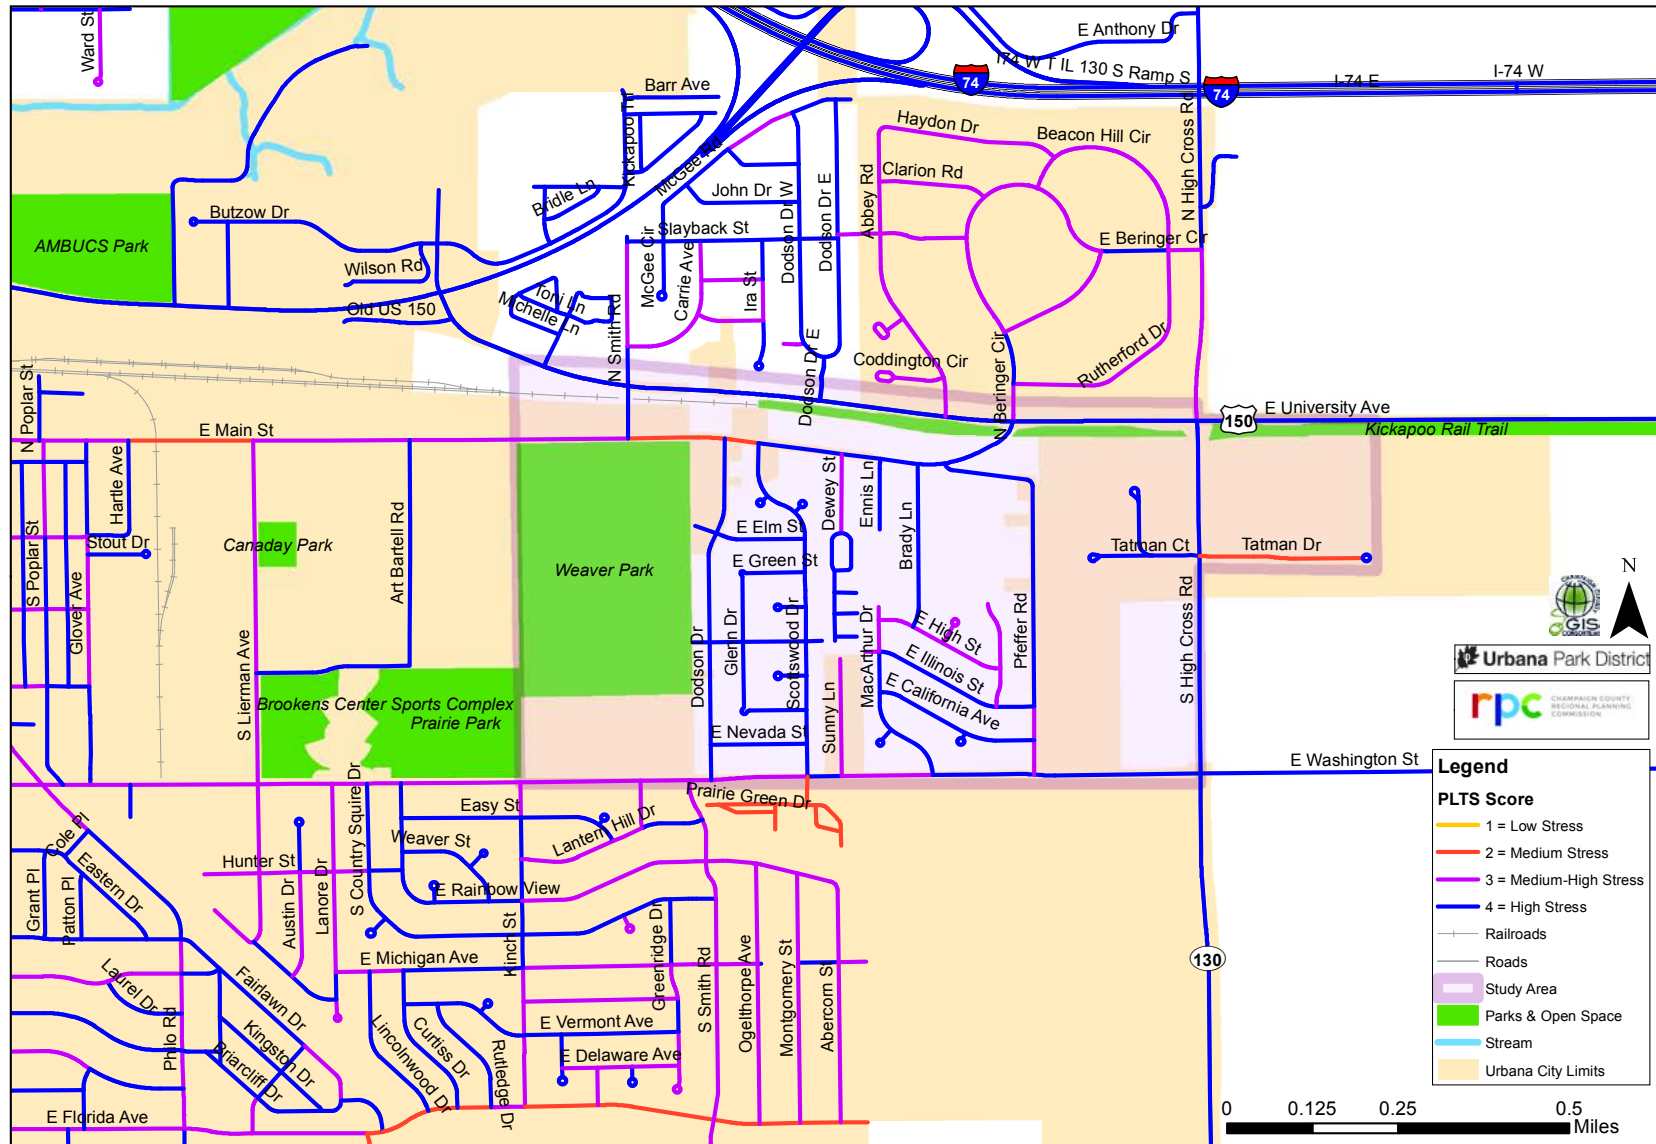 Ward St
E Anthony Dr
I74 W T IL 130 S Ramp S
74
74
I-74 E
I-74 W
Barr Ave
Kickapoo Trl
McGee Rd
Haydon Dr
Beacon Hill Cir
N High Cross Rd
Bridle Ln
John Dr
Clarion Rd
Abbey Rd
Dodson Dr W
Dodson Dr E
Butzow Dr
AMBUCS Park
Wilson Rd
Slayback St
McGee Cir
Carrie Ave
Ira St
E Beringer Cir
Old US 150
Toni Ln
Michelle Ln
N Smith Rd
Dodson Dr E
Coddington Cir
N Beringer Cir
Rutherford Dr
N Poplar St
E Main St
150
E University Ave
Kickapoo Rail Trail
Hartle Ave
Stout Dr
S Poplar St
Glover Ave
Canaday Park
Art Bartell Rd
S Lierman Ave
Weaver Park
Dewey St
Ennis Ln
Brady Ln
E Elm St
E Green St
Dodson Dr
Glenn Dr
Scottswood Dr
Sunny Ln
MacArthur Dr
E High St
E Illinois St
E California Ave
Pfeffer Rd
Tatman Ct
Tatman Dr
S High Cross Rd
Brookens Center Sports Complex
Prairie Park
E Nevada St
E Washington St
Prairie Green Dr
Easy St
Weaver St
Lantern Hill Dr
Cole Pl
Eastern Dr
Grant Pl
Patton Pl
Hunter St
Austin Dr
Lanore Dr
S Country Squire Dr
E Rainbow View
Kinch St
Greenridge Dr
E Michigan Ave
S Smith Rd
Ogelthorpe Ave
Montgomery St
Abercorn St
Laurel Dr
Philo Rd
Fairlawn Dr
Kingston Dr
Briarcliff Dr
Lincolnwood Dr
Curtiss Dr
Rutledge Dr
E Vermont Ave
E Delaware Ave
E Florida Ave
130
N
GIS
CONSORTIUM
Urbana Park District
rpc
CHAMPAIGN COUNTY
REGIONAL PLANNING
COMMISSION
Legend
PLTS Score
1 = Low Stress
2 = Medium Stress
3 = Medium-High Stress
4 = High Stress
Railroads
Roads
Study Area
Parks & Open Space
Stream
Urbana City Limits
0 0.125 0.25 0.5
Miles